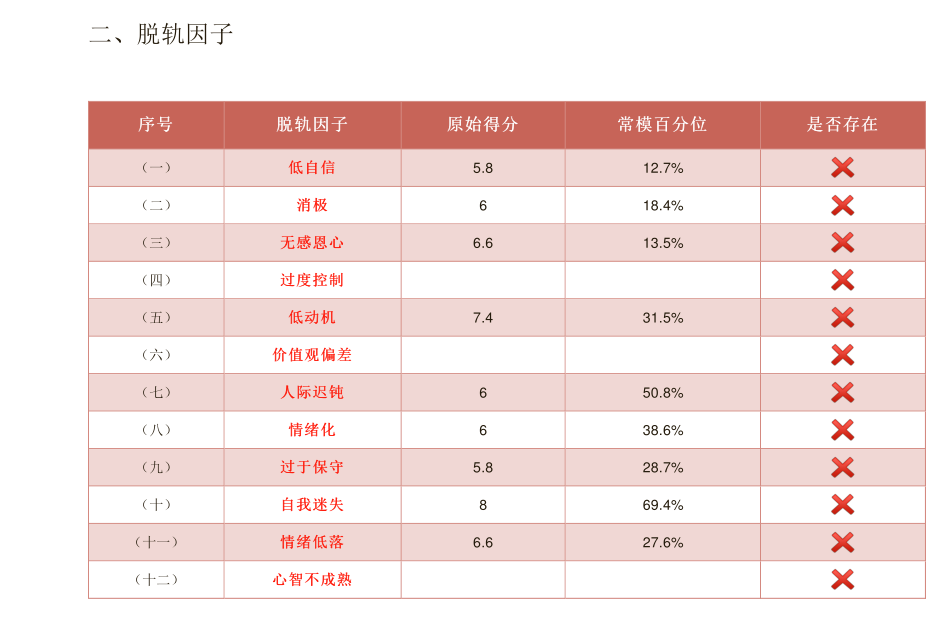 二、脱轨因子
序号 脱轨因子 原始得分 常模百分位 是否存在
（一） 低自信 5.8 12.7% ❌
（二） 消极 6 18.4% ❌
（三） 无感恩心 6.6 13.5% ❌
（四） 过度控制 ❌
（五） 低动机 7.4 31.5% ❌
（六） 价值观偏差 ❌
（七） 人际迟钝 6 50.8% ❌
（八） 情绪化 6 38.6% ❌
（九） 过于保守 5.8 28.7% ❌
（十） 自我迷失 8 69.4% ❌
（十一） 情绪低落 6.6 27.6% ❌
（十二） 心智不成熟 ❌